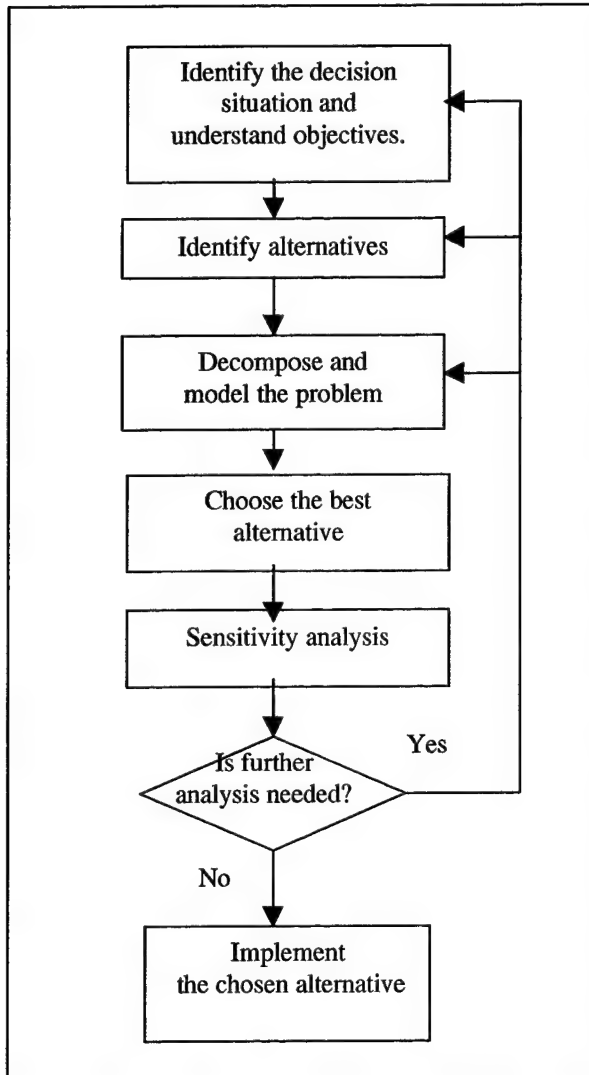 Identify the decision
situation and
understand objectives.
Identify alternatives
Decompose and
model the problem
Choose the best
alternative
Sensitivity analysis
Yes
Is further
analysis needed?
No
Implement
the chosen alternative